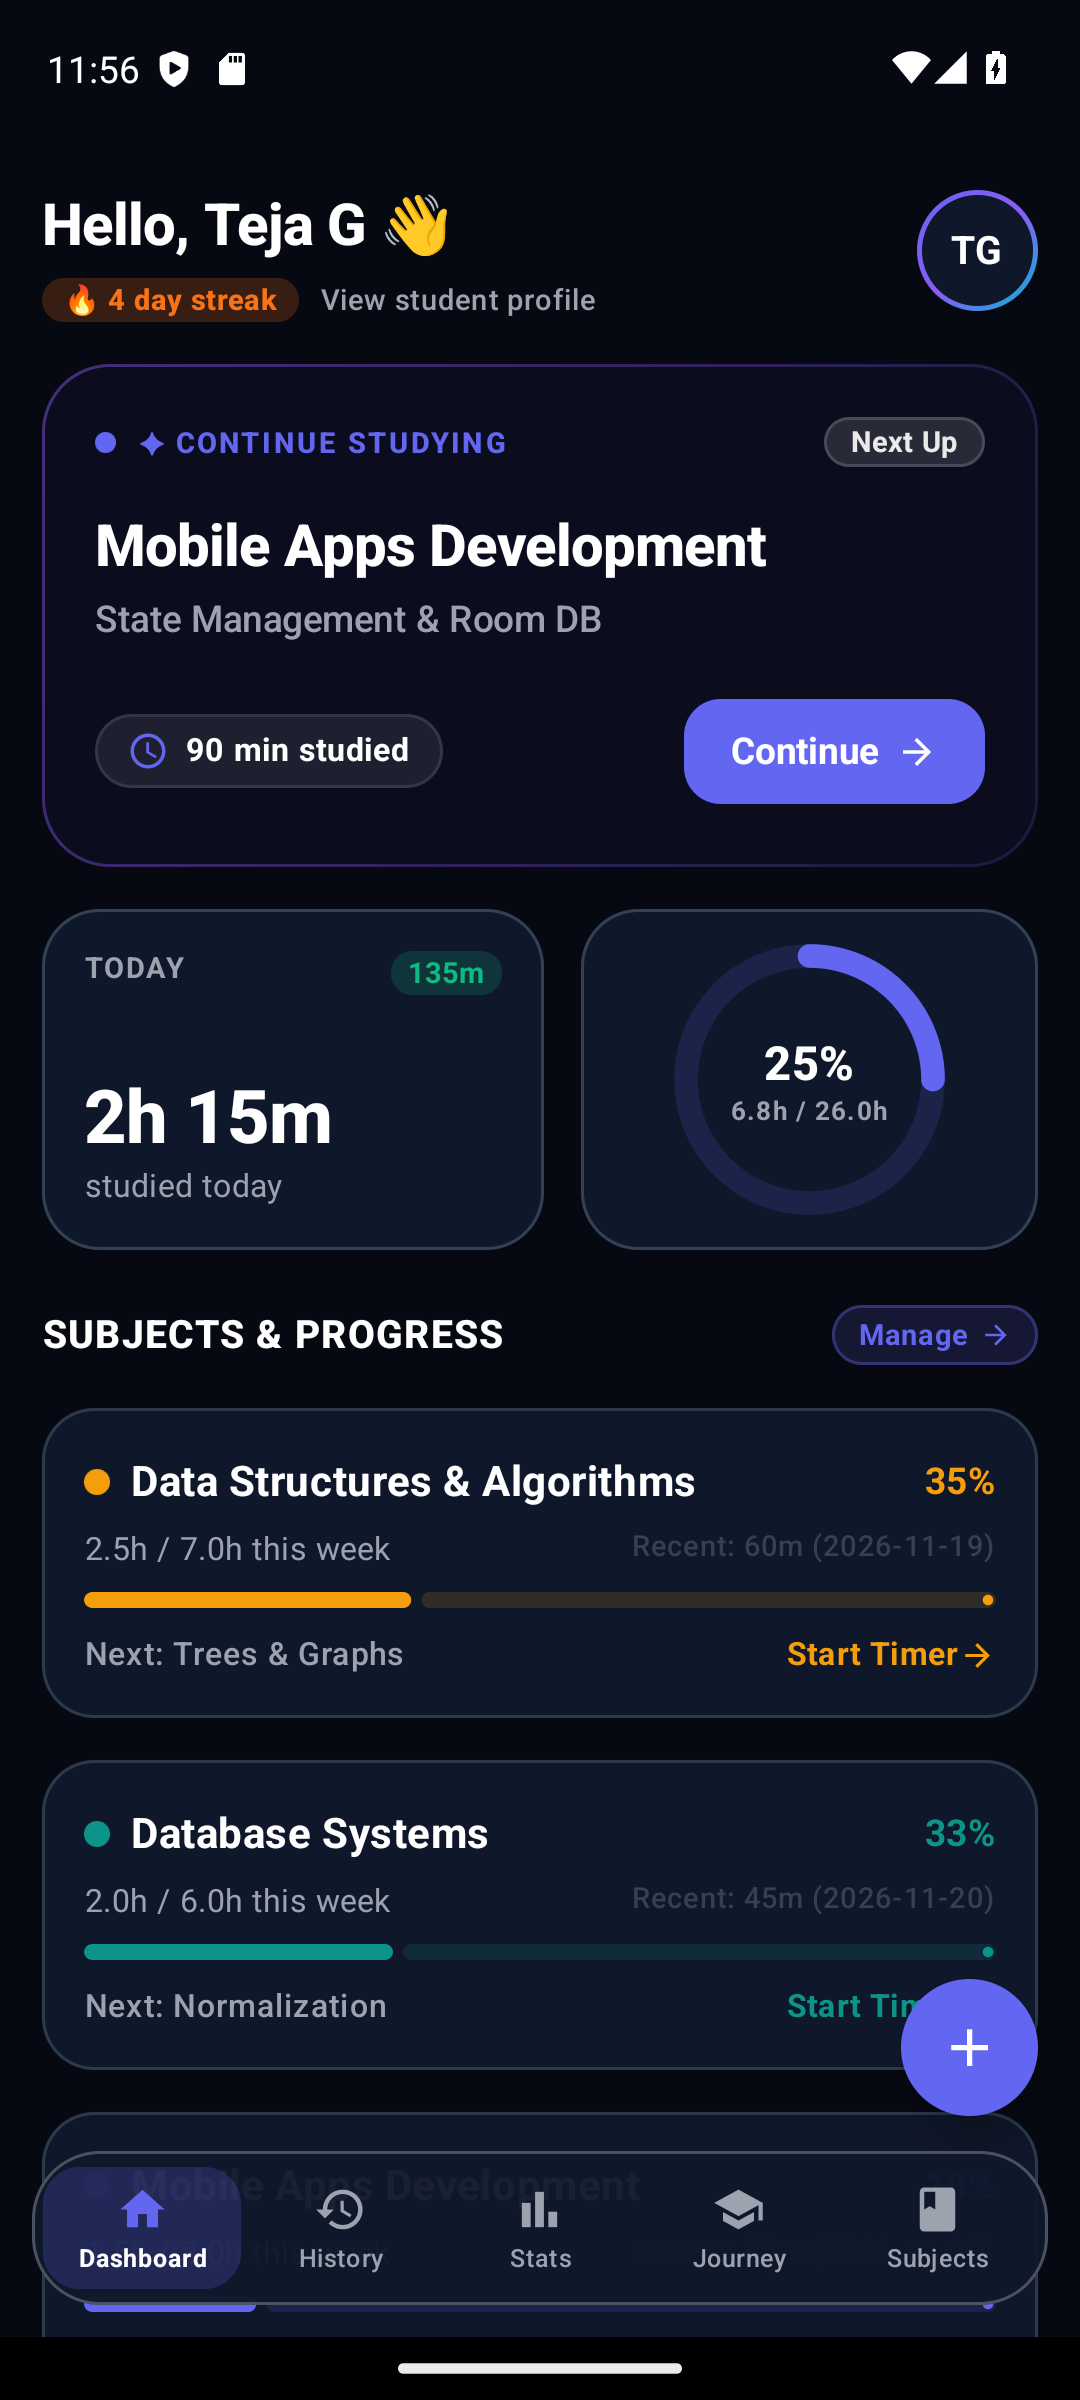 11:56
Hello, Teja G 👋
TG
🔥 4 day streak
View student profile
✦ CONTINUE STUDYING
Next Up
Mobile Apps Development
State Management & Room DB
90 min studied
Continue →
TODAY
135m
2h 15m
studied today
25%
6.8h / 26.0h
SUBJECTS & PROGRESS
Manage →
Data Structures & Algorithms
35%
2.5h / 7.0h this week
Recent: 60m (2026-11-19)
Next: Trees & Graphs
Start Timer →
Database Systems
33%
2.0h / 6.0h this week
Recent: 45m (2026-11-20)
Next: Normalization
Start
+
Mobile Apps Development
Dashboard
History
Stats
Journey
Subjects